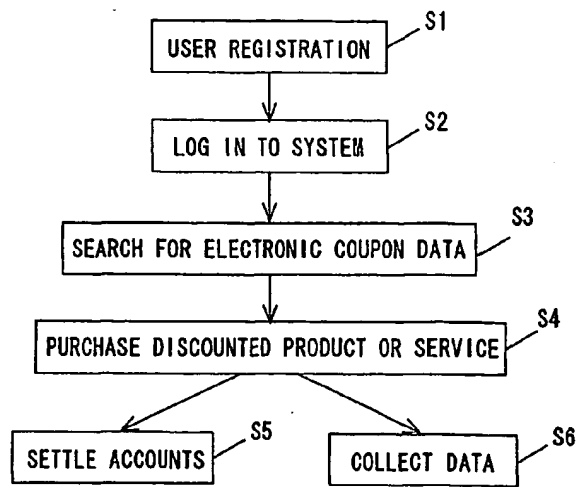 S1
USER REGISTRATION
S2
LOG IN TO SYSTEM
S3
SEARCH FOR ELECTRONIC COUPON DATA
S4
PURCHASE DISCOUNTED PRODUCT OR SERVICE
S5
SETTLE ACCOUNTS
S6
COLLECT DATA